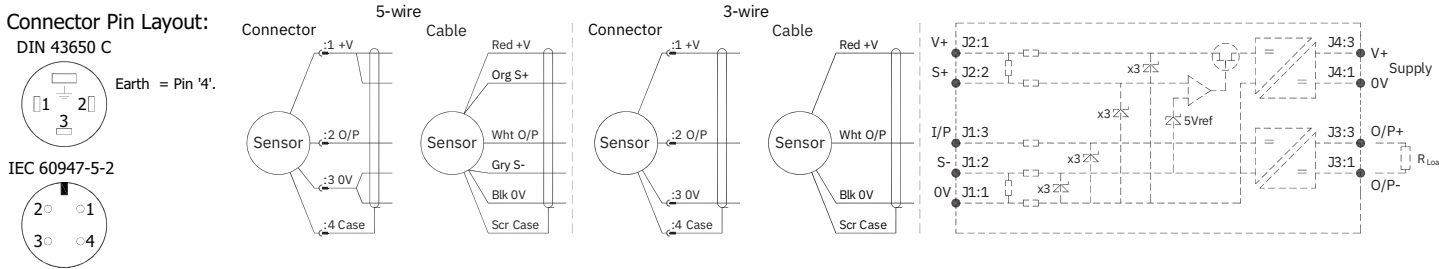 Connector Pin Layout:
DIN 43650 C
1 2
3
Earth = Pin '4'.
IEC 60947-5-2
2 1
3 4
5-wire
Connector
Sensor
:1 +V
:2 O/P
:3 0V
:4 Case
Cable
Sensor
Red +V
Org S+
Wht O/P
Gry S-
Blk 0V
Scr Case
3-wire
Connector
Sensor
:1 +V
:2 O/P
:3 0V
:4 Case
Cable
Sensor
Red +V
Wht O/P
Blk 0V
Scr Case
V+ J2:1
S+ J2:2
I/P J1:3
S- J1:2
0V J1:1
x3
x3
x3
x3
5Vref
J4:3 V+
Supply
J4:1 0V
J3:3 O/P+
R Loa
J3:1 O/P-